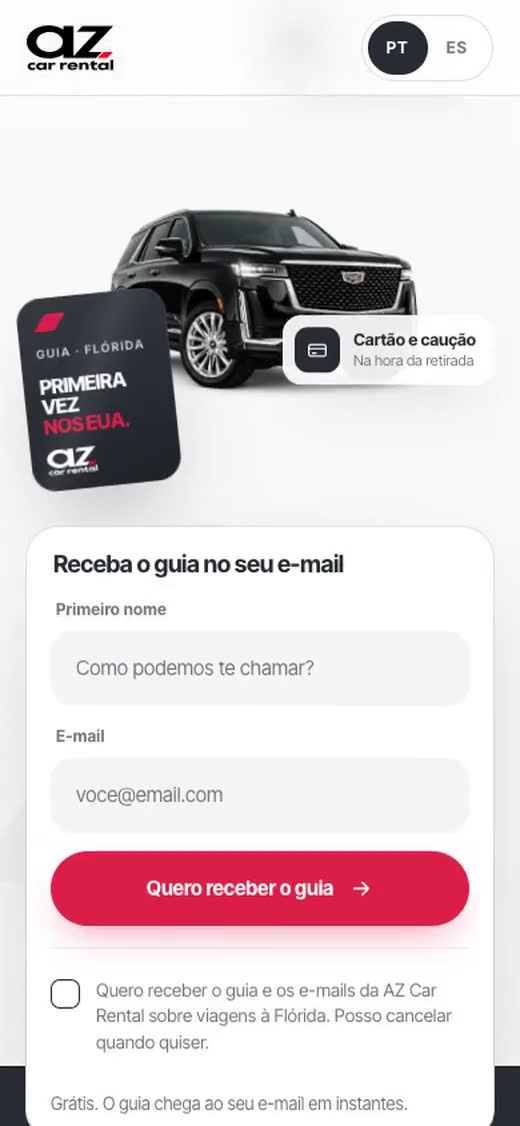 az
car rental
PT
ES
GUIA · FLÓRIDA
PRIMEIRA
VEZ
NOS EUA.
az
car rental
Cartão e caução
Na hora da retirada
Receba o guia no seu e-mail
Primeiro nome
Como podemos te chamar?
E-mail
voce@email.com
Quero receber o guia →
Quero receber o guia e os e-mails da AZ Car
Rental sobre viagens à Flórida. Posso cancelar
quando quiser.
Grátis. O guia chega ao seu e-mail em instantes.